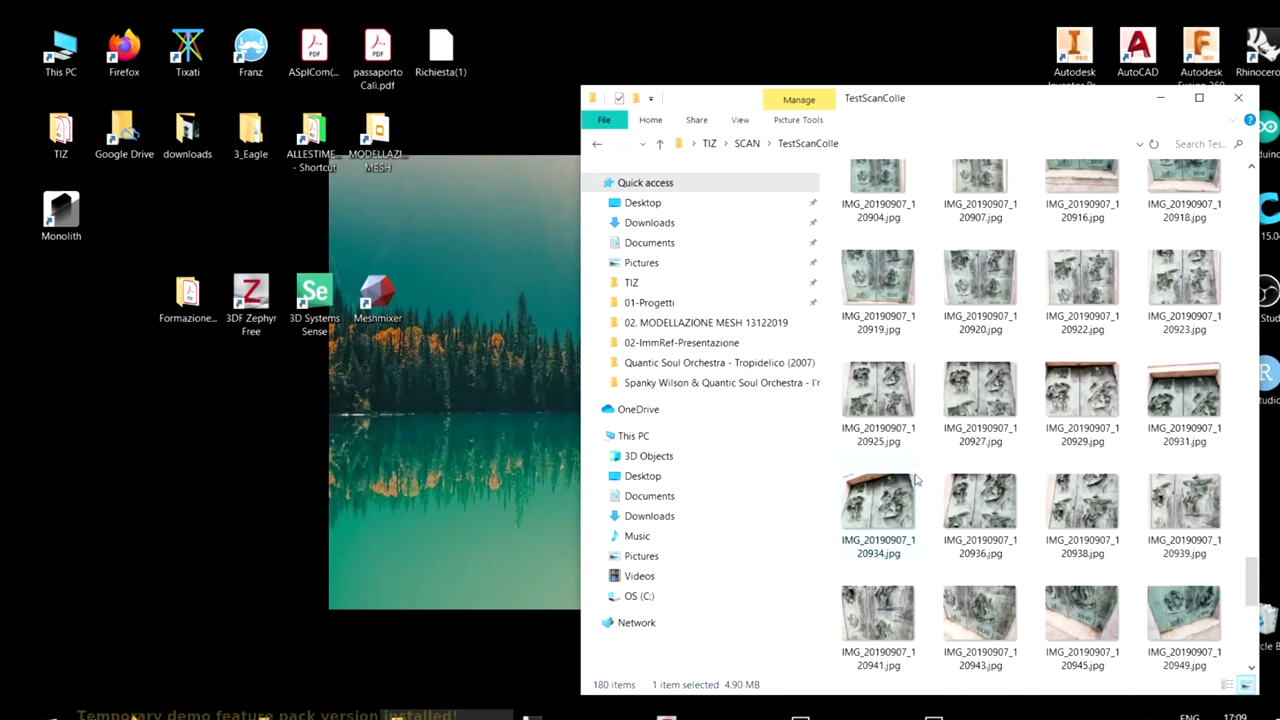 This PC
Firefox
Tixati
Franz
ASplCom(...
passaporto
Cali.pdf
Richiesta(1)
TIZ
Google Drive
downloads
3_Eagle
ALLESTIME...
- Shortcut
MODELLAZI...
MESH
Monolith
Formazione...
3DF Zephyr
Free
3D Systems
Sense
Meshmixer
Autodesk
AutoCAD
Autodesk
Rhinocero
Manage
TestScanColle
File
Home
Share
View
Picture Tools
TIZ
SCAN
TestScanColle
Search Tes...
Quick access
Desktop
Downloads
Documents
Pictures
TIZ
01-Progetti
02. MODELLAZIONE MESH 13122019
02-ImmRef-Presentazione
Quantic Soul Orchestra - Tropidelico (2007)
Spanky Wilson & Quantic Soul Orchestra - I'r
OneDrive
This PC
3D Objects
Desktop
Documents
Downloads
Music
Pictures
Videos
OS (C:)
Network
IMG_20190907_1
20904.jpg
IMG_20190907_1
20907.jpg
IMG_20190907_1
20916.jpg
IMG_20190907_1
20918.jpg
IMG_20190907_1
20919.jpg
IMG_20190907_1
20920.jpg
IMG_20190907_1
20922.jpg
IMG_20190907_1
20923.jpg
IMG_20190907_1
20925.jpg
IMG_20190907_1
20927.jpg
IMG_20190907_1
20929.jpg
IMG_20190907_1
20931.jpg
IMG_20190907_1
20934.jpg
IMG_20190907_1
20936.jpg
IMG_20190907_1
20938.jpg
IMG_20190907_1
20939.jpg
IMG_20190907_1
20941.jpg
IMG_20190907_1
20943.jpg
IMG_20190907_1
20945.jpg
IMG_20190907_1
20949.jpg
180 items
1 item selected 4.90 MB
Temporary demo feature pack version installed!
ENG
17:09